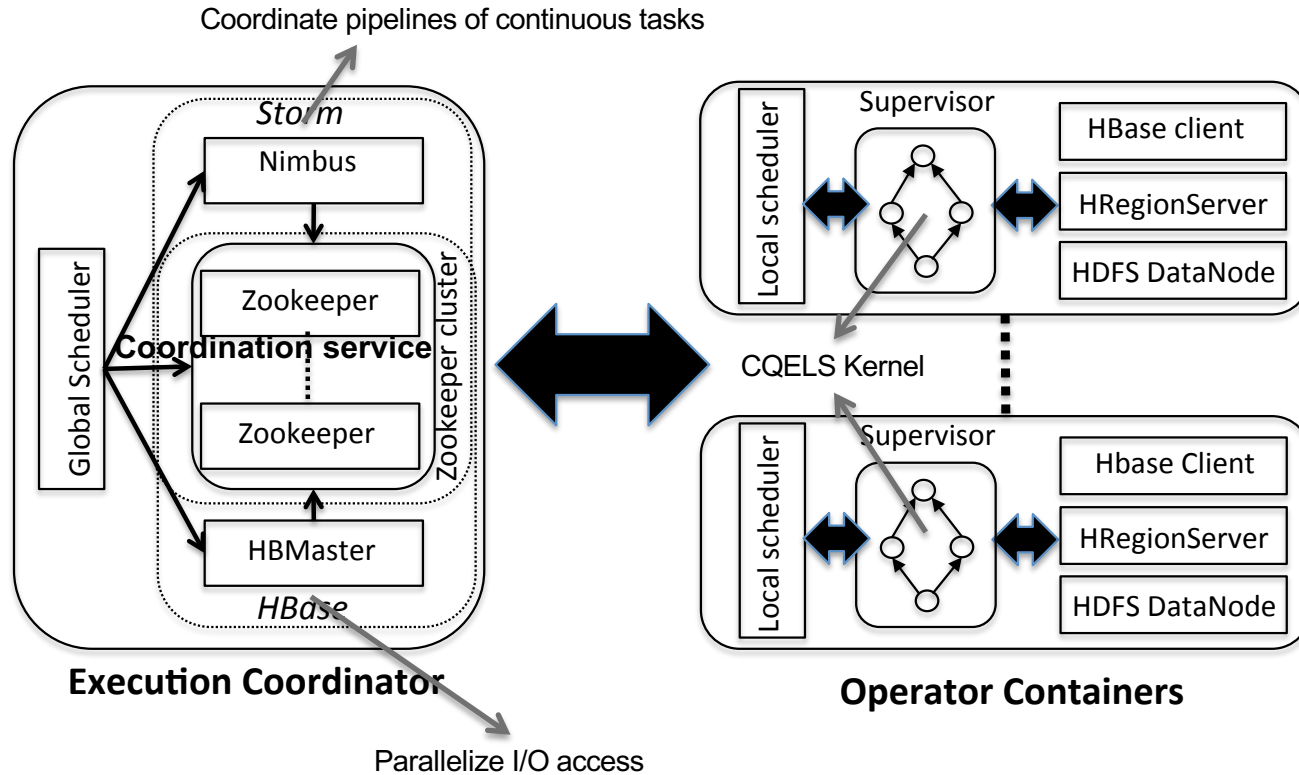 Coordinate pipelines of continuous tasks
Storm
Nimbus
Global Scheduler
Zookeeper
Coordination service
Zookeeper
Zookeeper cluster
HBMaster
HBase
Execution Coordinator
Parallelize I/O access
Local scheduler
Supervisor
HBase client
HRegionServer
HDFS DataNode
CQELS Kernel
Local scheduler
Supervisor
Hbase Client
HRegionServer
HDFS DataNode
Operator Containers